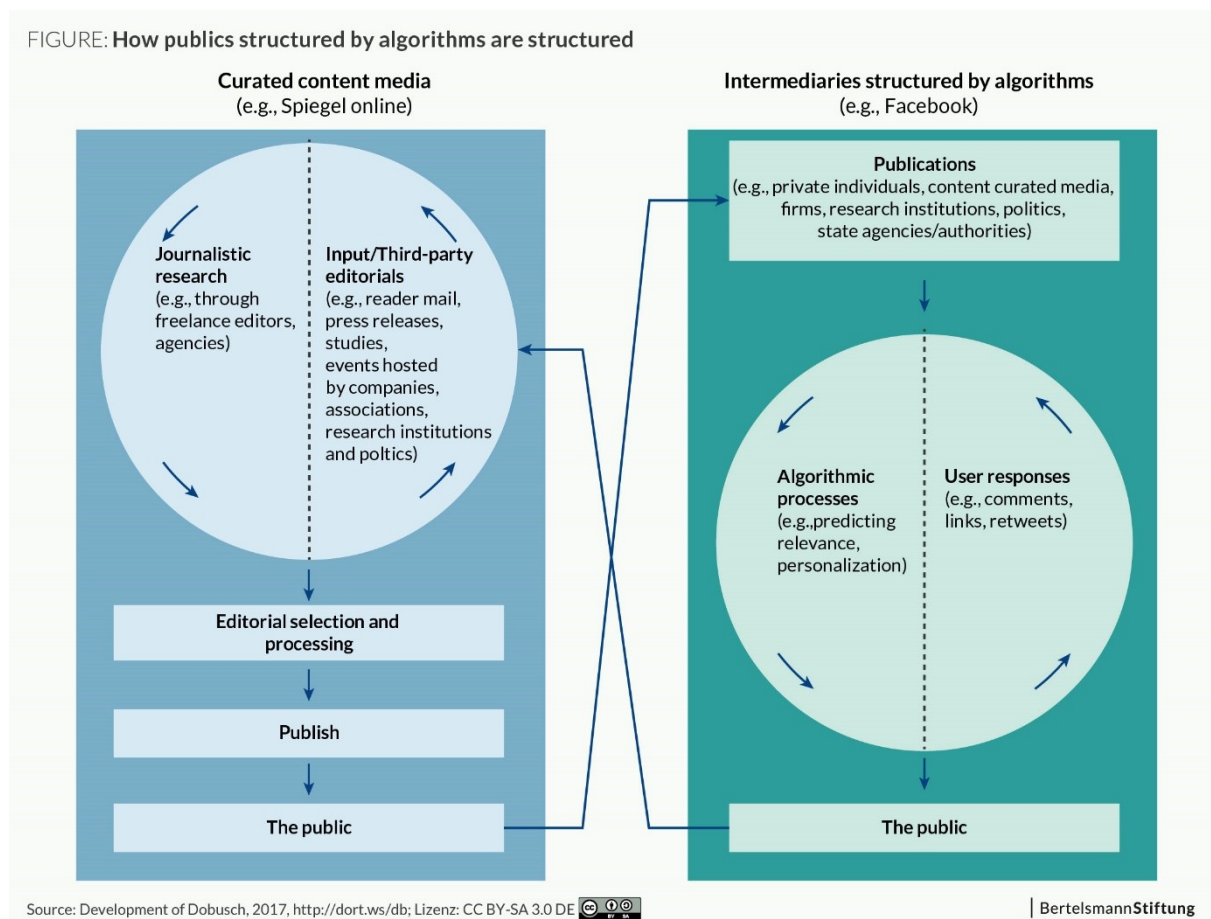 FIGURE: How publics structured by algorithms are structured
Curated content media
(e.g., Spiegel online)
Journalistic
research
(e.g., through
freelance editors,
agencies)
Input/Third-party
editorials
(e.g., reader mail,
press releases,
studies,
events hosted
by companies,
associations,
research institutions
and poltics)
Editorial selection and
processing
Publish
The public
Intermediaries structured by algorithms
(e.g., Facebook)
Publications
(e.g., private individuals, content curated media,
firms, research institutions, politics,
state agencies/authorities)
Algorithmic
processes
(e.g.,predicting
relevance,
personalization)
User responses
(e.g., comments,
links, retweets)
The public
Source: Development of Dobusch, 2017, http://dort.ws/db; Lizenz: CC BY-SA 3.0 DE
cc
BY SA
BertelsmannStiftung